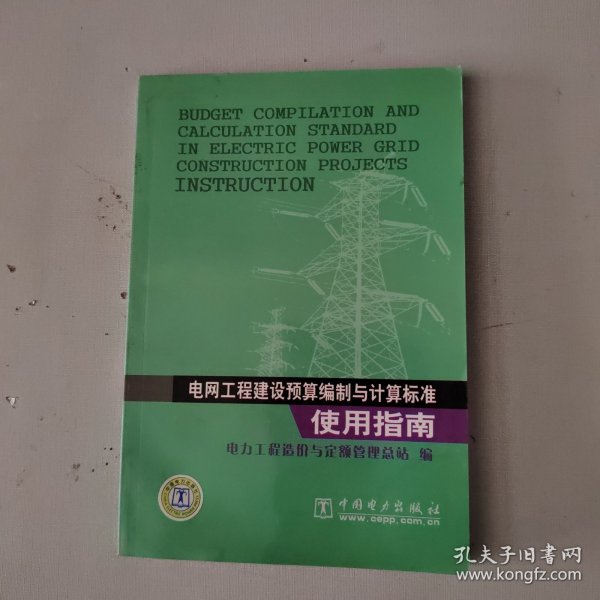 BUDGET COMPILATION AND
CALCULATION STANDARD
IN ELECTRIC POWER GRID
CONSTRUCTION PROJECTS
INSTRUCTION
电网工程建设预算编制与计算标准
使用指南
电力工程造价与定额管理总站 编
中国电力出版社
www.cepp.com.cn
孔夫子旧书网
www.kongfz.com